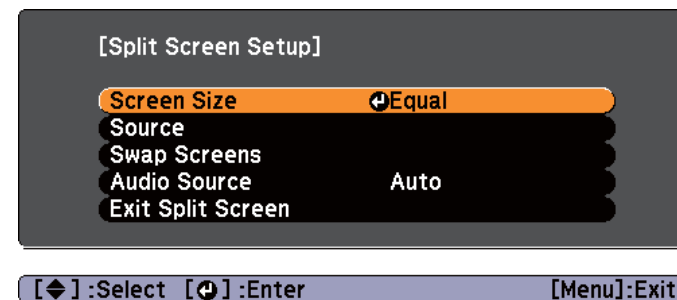 [Split Screen Setup]
Screen Size Equal
Source
Swap Screens
Audio Source Auto
Exit Split Screen
[◆] :Select [⏎] :Enter [Menu]:Exit